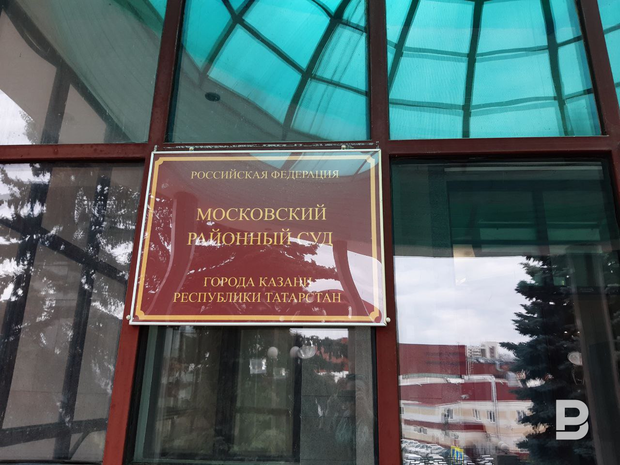 РОССИЙСКАЯ ФЕДЕРАЦИЯ
МОСКОВСКИЙ
РАЙОННЫЙ СУД
ГОРОДА КАЗАНИ
РЕСПУБЛИКИ ТАТАРСТАН
B